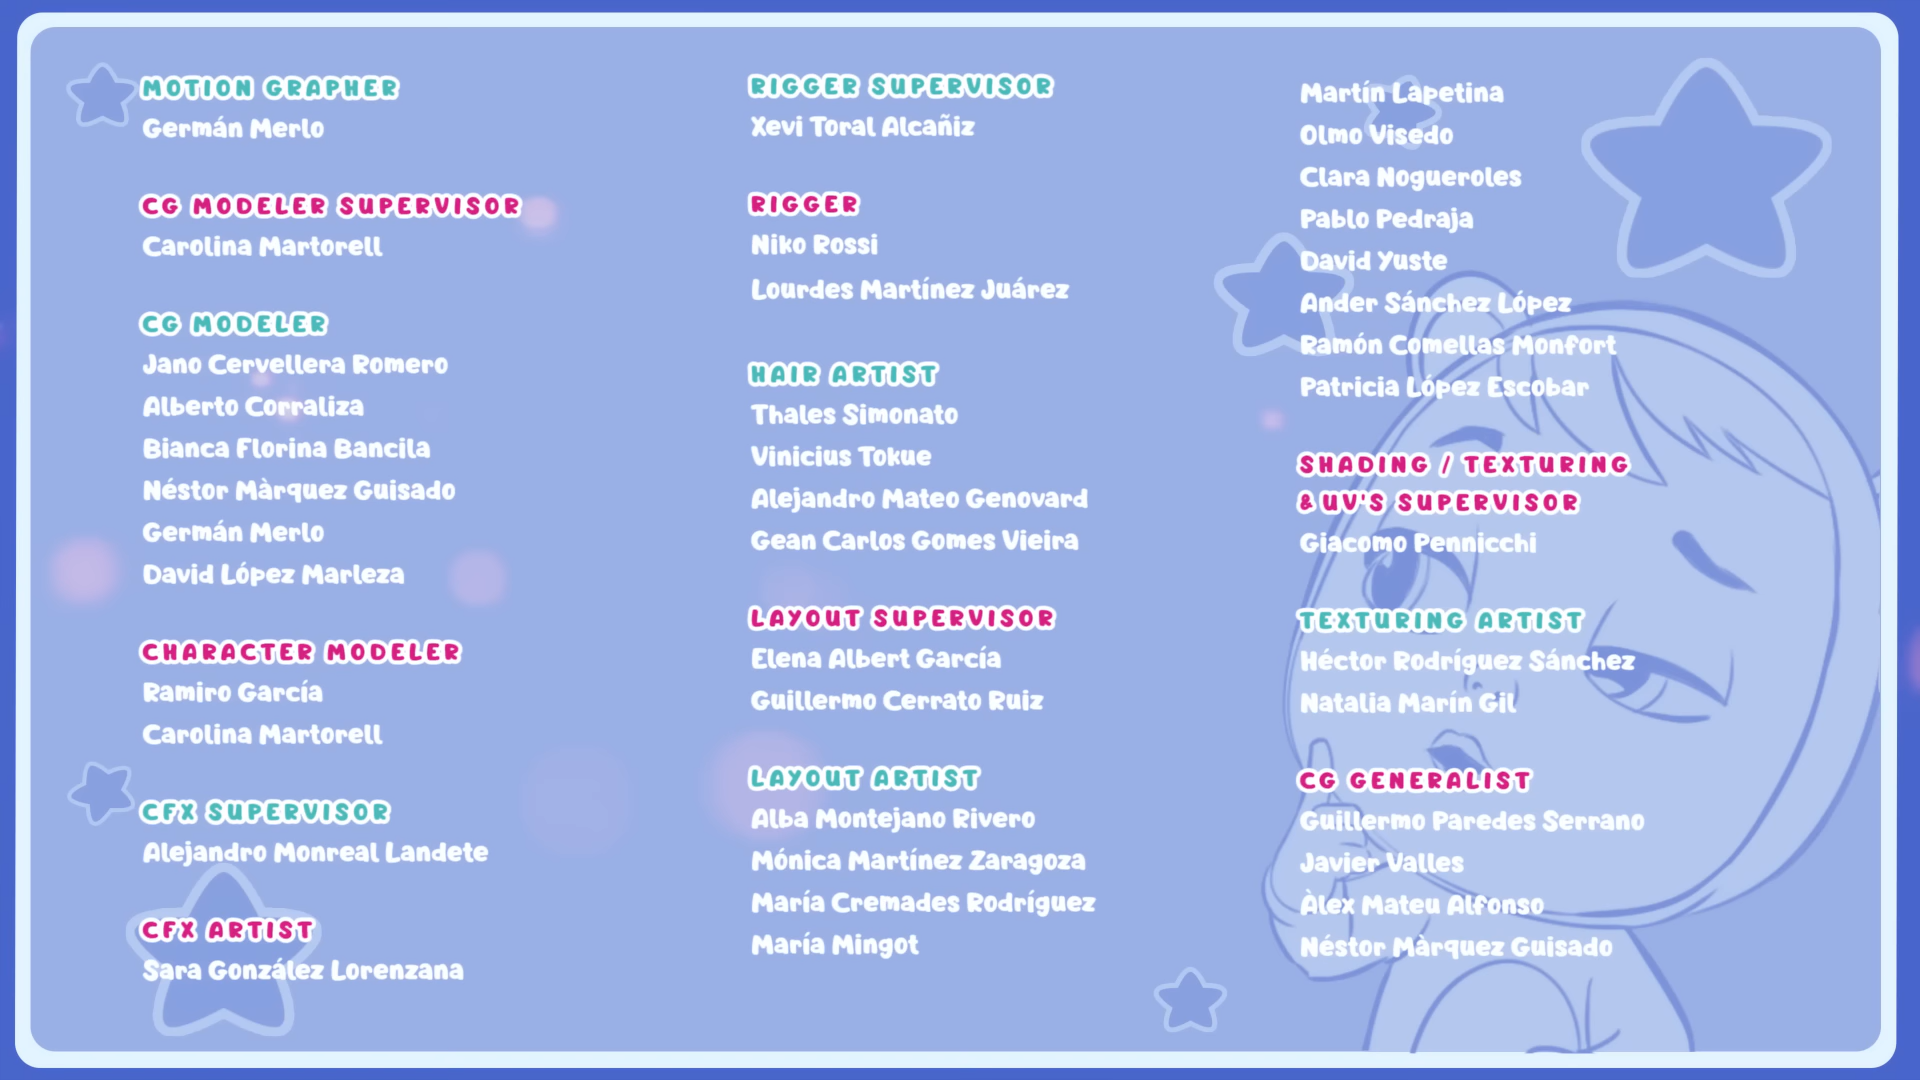 MOTION GRAPHER
Germán Merlo
CG MODELER SUPERVISOR
Carolina Martorell
CG MODELER
Jano Cervellera Romero
Alberto Corraliza
Bianca Florina Bancila
Néstor Màrquez Guisado
Germán Merlo
David López Marleza
CHARACTER MODELER
Ramiro García
Carolina Martorell
CFX SUPERVISOR
Alejandro Monreal Landete
CFX ARTIST
Sara González Lorenzana
RIGGER SUPERVISOR
Xevi Toral Alcañiz
RIGGER
Niko Rossi
Lourdes Martínez Juárez
HAIR ARTIST
Thales Simonato
Vinicius Tokue
Alejandro Mateo Genovard
Gean Carlos Gomes Vieira
LAYOUT SUPERVISOR
Elena Albert García
Guillermo Cerrato Ruiz
LAYOUT ARTIST
Alba Montejano Rivero
Mónica Martínez Zaragoza
María Cremades Rodríguez
María Mingot
Martín Lapetina
Olmo Visedo
Clara Nogueroles
Pablo Pedraja
David Yuste
Ander Sánchez López
Ramón Comellas Monfort
Patricia López Escobar
SHADING / TEXTURING
& UV'S SUPERVISOR
Giacomo Pennicchi
TEXTURING ARTIST
Héctor Rodríguez Sánchez
Natalia Marín Gil
CG GENERALIST
Guillermo Paredes Serrano
Javier Valles
Àlex Mateu Alfonso
Néstor Màrquez Guisado